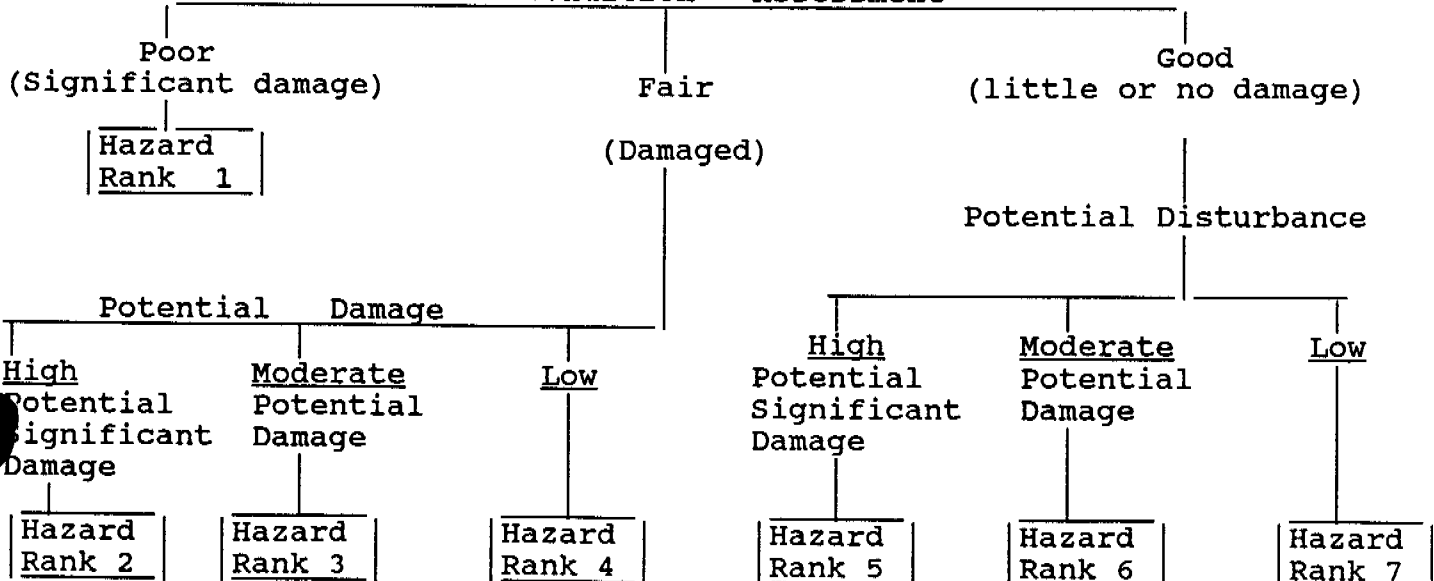 Assessment
Poor
(Significant damage)
Fair
(Damaged)
Good
(little or no damage)
Hazard
Rank 1
Potential Disturbance
Potential Damage
High
Potential
Significant
Damage
Moderate
Potential
Damage
Low
High
Potential
Significant
Damage
Moderate
Potential
Damage
Low
Hazard
Rank 2
Hazard
Rank 3
Hazard
Rank 4
Hazard
Rank 5
Hazard
Rank 6
Hazard
Rank 7